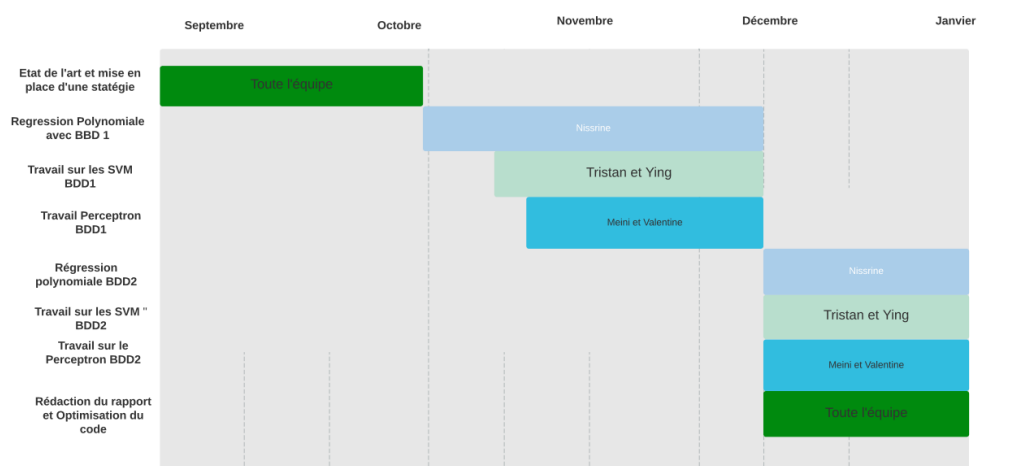 Septembre
Octobre
Novembre
Décembre
Janvier
Etat de l'art et mise en
place d'une statégie
Toute l'équipe
Regression Polynomiale
avec BBD 1
Nissrine
Travail sur les SVM
BDD1
Tristan et Ying
Travail Perceptron
BDD1
Meini et Valentine
Régression
polynomiale BDD2
Nissrine
Travail sur les SVM "
BDD2
Tristan et Ying
Travail sur le
Perceptron BDD2
Meini et Valentine
Rédaction du rapport
et Optimisation du
code
Toute l'équipe